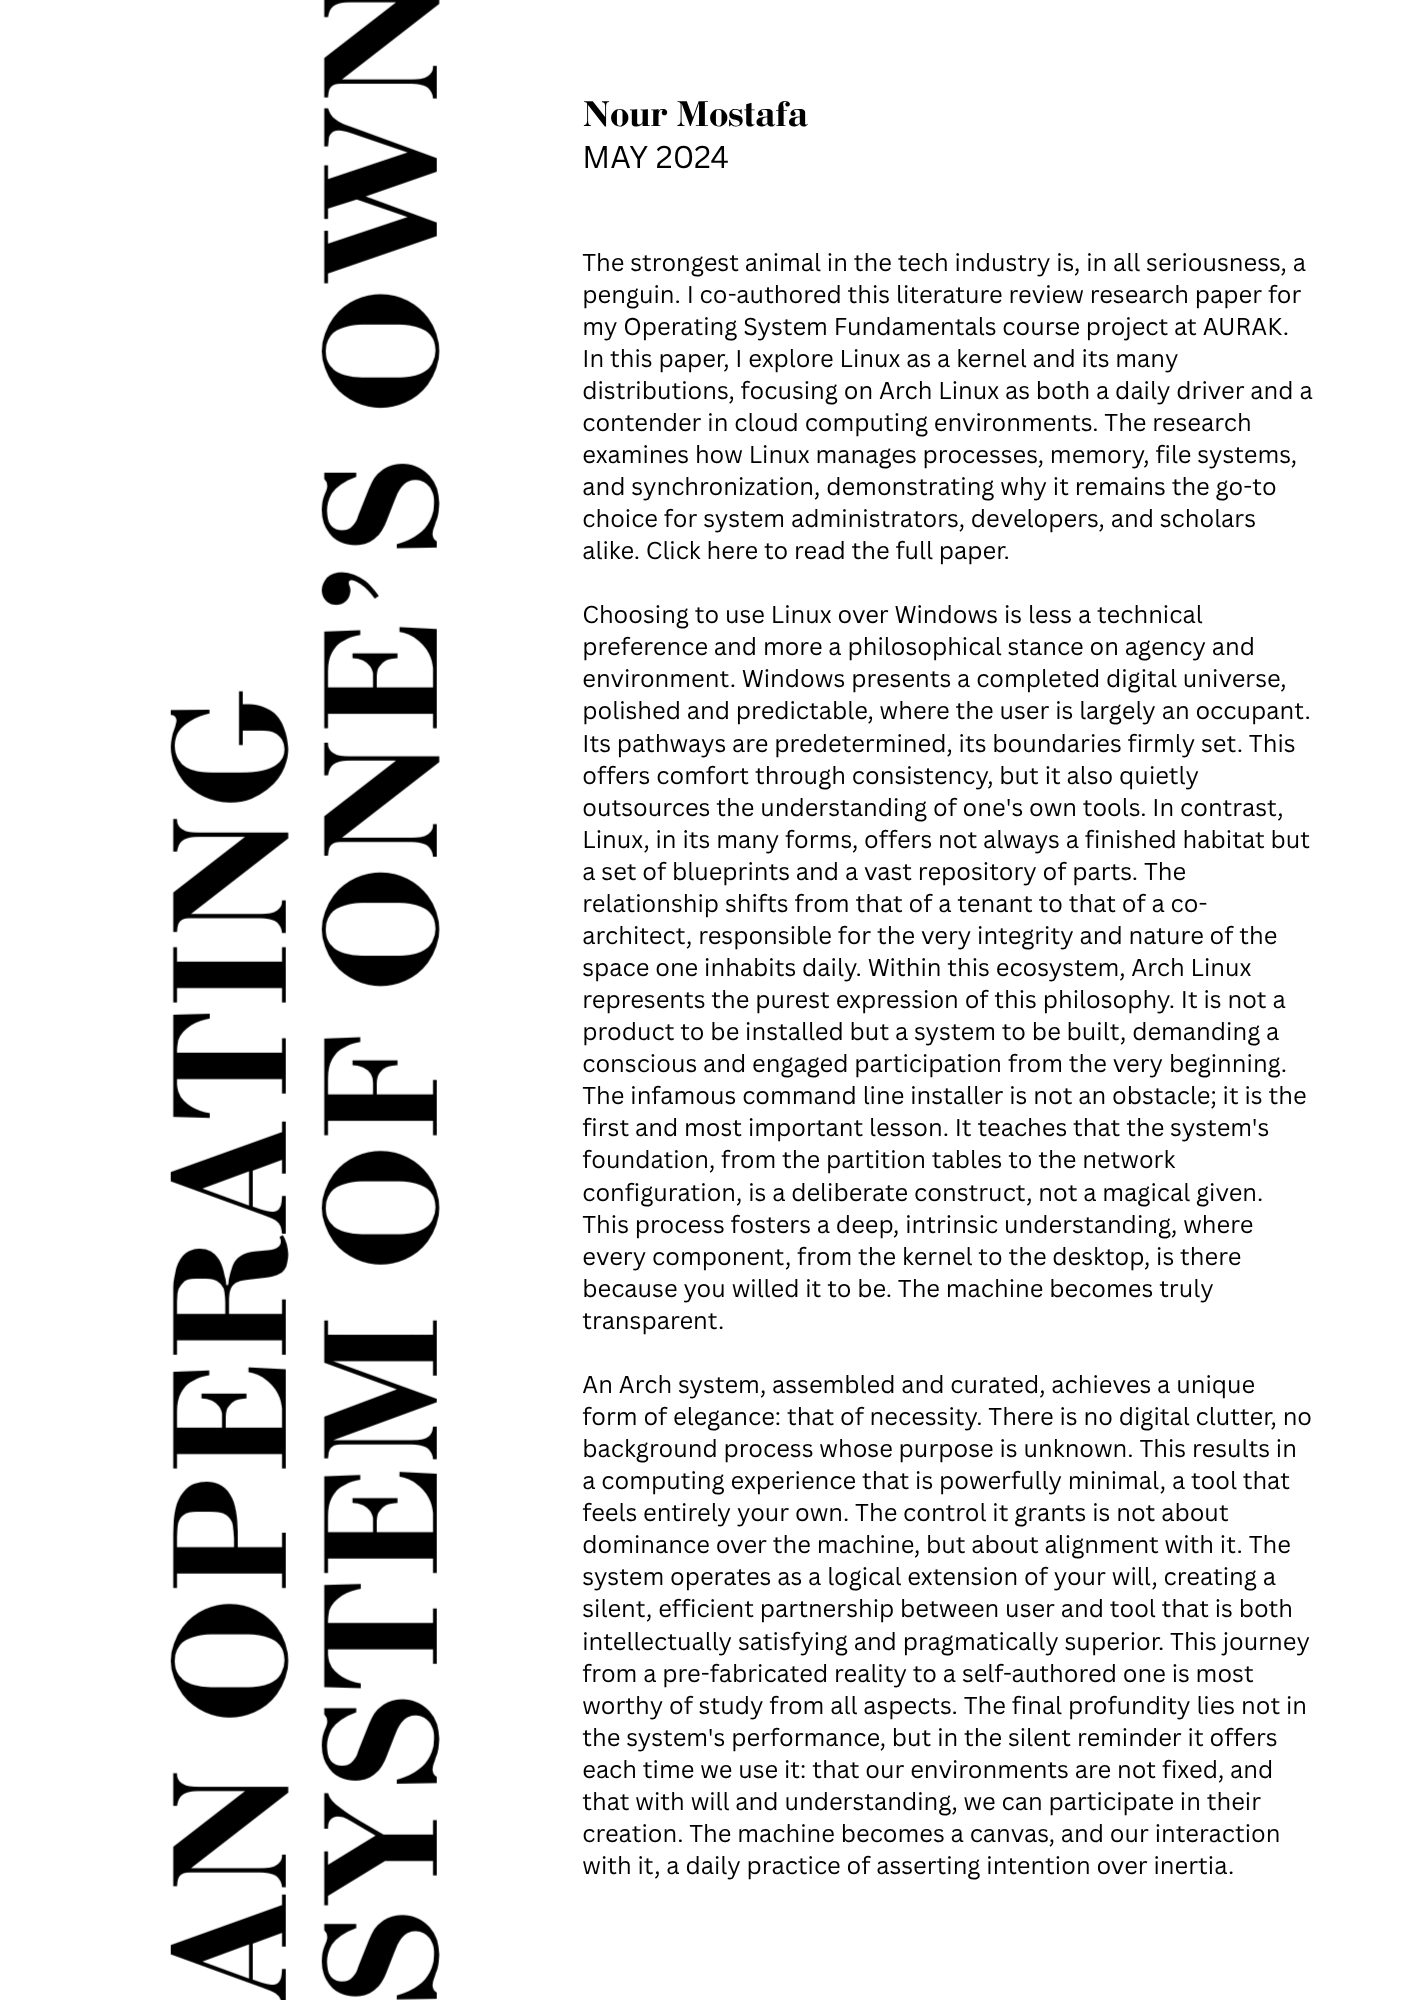 AN OPERATING
SYSTEM OF ONE’S OWN
Nour Mostafa
MAY 2024
The strongest animal in the tech industry is, in all seriousness, a
penguin. I co-authored this literature review research paper for
my Operating System Fundamentals course project at AURAK.
In this paper, I explore Linux as a kernel and its many
distributions, focusing on Arch Linux as both a daily driver and a
contender in cloud computing environments. The research
examines how Linux manages processes, memory, file systems,
and synchronization, demonstrating why it remains the go-to
choice for system administrators, developers, and scholars
alike. Click here to read the full paper.
Choosing to use Linux over Windows is less a technical
preference and more a philosophical stance on agency and
environment. Windows presents a completed digital universe,
polished and predictable, where the user is largely an occupant.
Its pathways are predetermined, its boundaries firmly set. This
offers comfort through consistency, but it also quietly
outsources the understanding of one's own tools. In contrast,
Linux, in its many forms, offers not always a finished habitat but
a set of blueprints and a vast repository of parts. The
relationship shifts from that of a tenant to that of a co-
architect, responsible for the very integrity and nature of the
space one inhabits daily. Within this ecosystem, Arch Linux
represents the purest expression of this philosophy. It is not a
product to be installed but a system to be built, demanding a
conscious and engaged participation from the very beginning.
The infamous command line installer is not an obstacle; it is the
first and most important lesson. It teaches that the system's
foundation, from the partition tables to the network
configuration, is a deliberate construct, not a magical given.
This process fosters a deep, intrinsic understanding, where
every component, from the kernel to the desktop, is there
because you willed it to be. The machine becomes truly
transparent.
An Arch system, assembled and curated, achieves a unique
form of elegance: that of necessity. There is no digital clutter, no
background process whose purpose is unknown. This results in
a computing experience that is powerfully minimal, a tool that
feels entirely your own. The control it grants is not about
dominance over the machine, but about alignment with it. The
system operates as a logical extension of your will, creating a
silent, efficient partnership between user and tool that is both
intellectually satisfying and pragmatically superior. This journey
from a pre-fabricated reality to a self-authored one is most
worthy of study from all aspects. The final profundity lies not in
the system's performance, but in the silent reminder it offers
each time we use it: that our environments are not fixed, and
that with will and understanding, we can participate in their
creation. The machine becomes a canvas, and our interaction
with it, a daily practice of asserting intention over inertia.